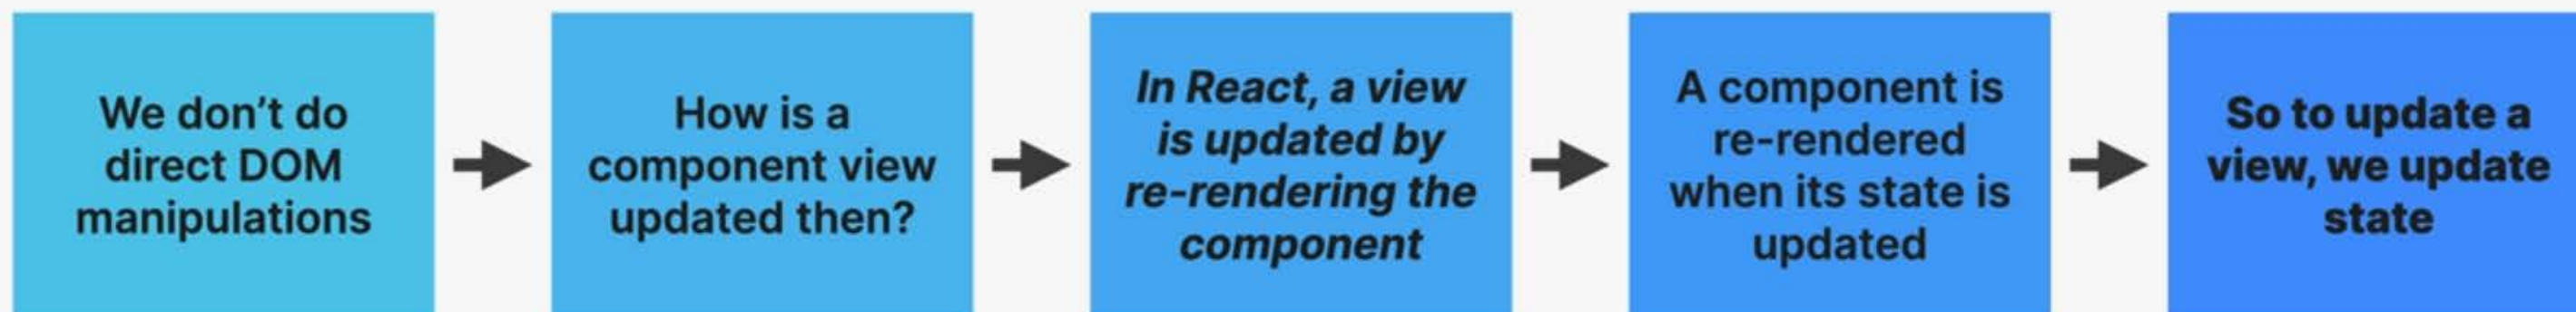 We don't do
direct DOM
manipulations
How is a
component view
updated then?
In React, a view
is updated by
re-rendering the
component
A component is
re-rendered
when its state is
updated
So to update a
view, we update
state